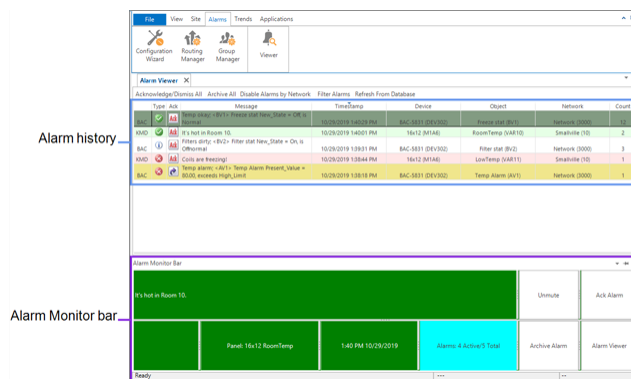 File View Site Alarms Trends Applications
Configuration Wizard
Routing Manager
Group Manager
Viewer
Alarm Viewer X
Acknowledge/Dismiss All Archive All Disable Alarms by Network Filter Alarms Refresh From Database
Type Ack Message Timestamp Device Object Network Count
Temp okay; <BV1> Freeze stat New_State = Off, is
BAC Ack Normal 10/29/2019 1:40:29 PM BAC-5831 (DEV302) Freeze stat (BV1) Network (3000) 12
KMD Ack It's hot in Room 10. 10/29/2019 1:40:01 PM 16x12 (M1A6) RoomTemp (VAR10) Smallville (10) 2
Filters dirty; <BV2> Filter stat New_State = On, is
BAC Ack Offnormal 10/29/2019 1:39:01 PM BAC-5831 (DEV302) Filter stat (BV2) Network (3000) 3
KMD Ack Coils are freezing! 10/29/2019 1:38:44 PM 16x12 (M1A6) LowTemp (VAR11) Smallville (10) 1
Temp alarm; <AV1> Temp Alarm Present_Value =
BAC 80.00, exceeds High_Limit 10/29/2019 1:38:18 PM BAC-5831 (DEV302) Temp Alarm (AV1) Network (3000) 1
Alarm history
Alarm Monitor Bar
It's hot in Room 10. Unmute Ack Alarm
Alarm Monitor bar
Panel: 16x12 RoomTemp 1:40 PM 10/29/2019 Alarms: 4 Active/5 Total Archive Alarm Alarm Viewer
Ready --- --